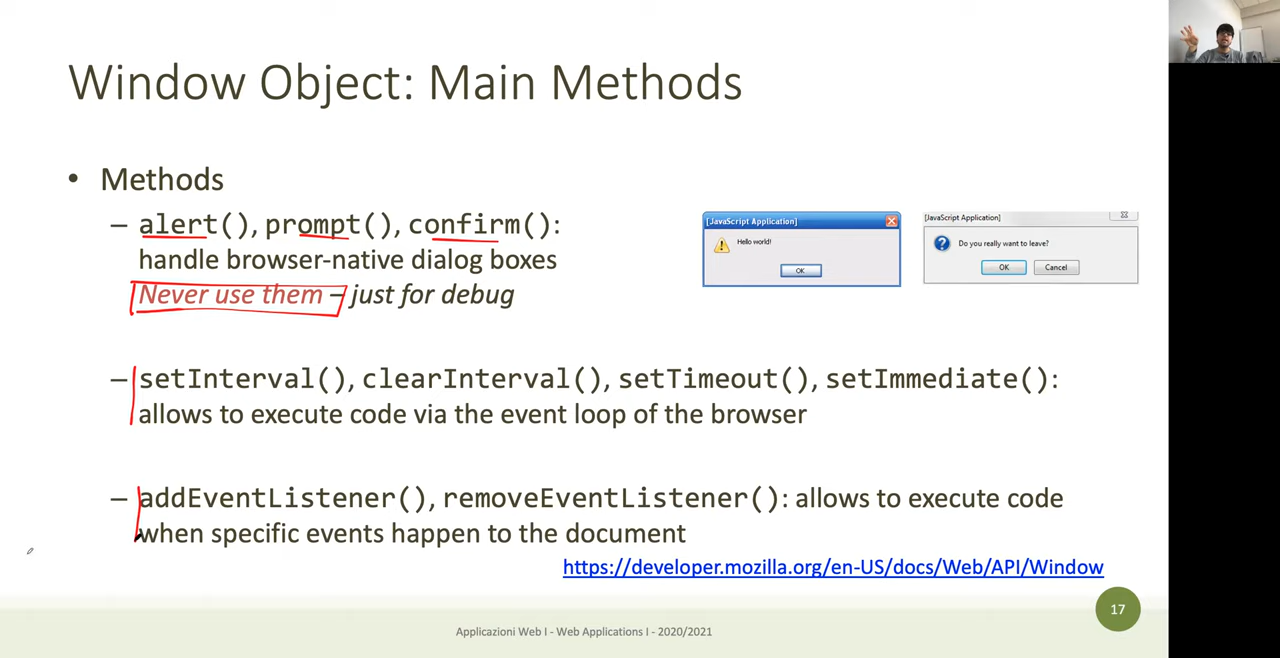 Window Object: Main Methods
• Methods
– alert(), prompt(), confirm():
handle browser-native dialog boxes
Never use them – just for debug
[JavaScript Application]
Hello world!
OK
[JavaScript Application]
Do you really want to leave?
OK Cancel
– setInterval(), clearInterval(), setTimeout(), setImmediate():
allows to execute code via the event loop of the browser
– addEventListener(), removeEventListener(): allows to execute code
when specific events happen to the document
https://developer.mozilla.org/en-US/docs/Web/API/Window
17
Applicazioni Web I - Web Applications I - 2020/2021